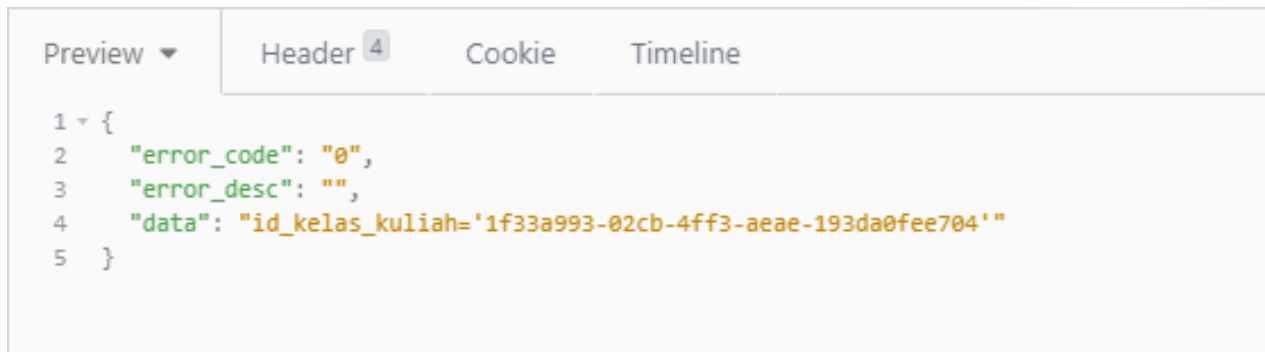 Preview Header 4 Cookie Timeline
1 {
2 "error_code": "0",
3 "error_desc": "",
4 "data": "id_kelas_kuliah='1f33a993-02cb-4ff3-aeae-193da0fee704'"
5 }